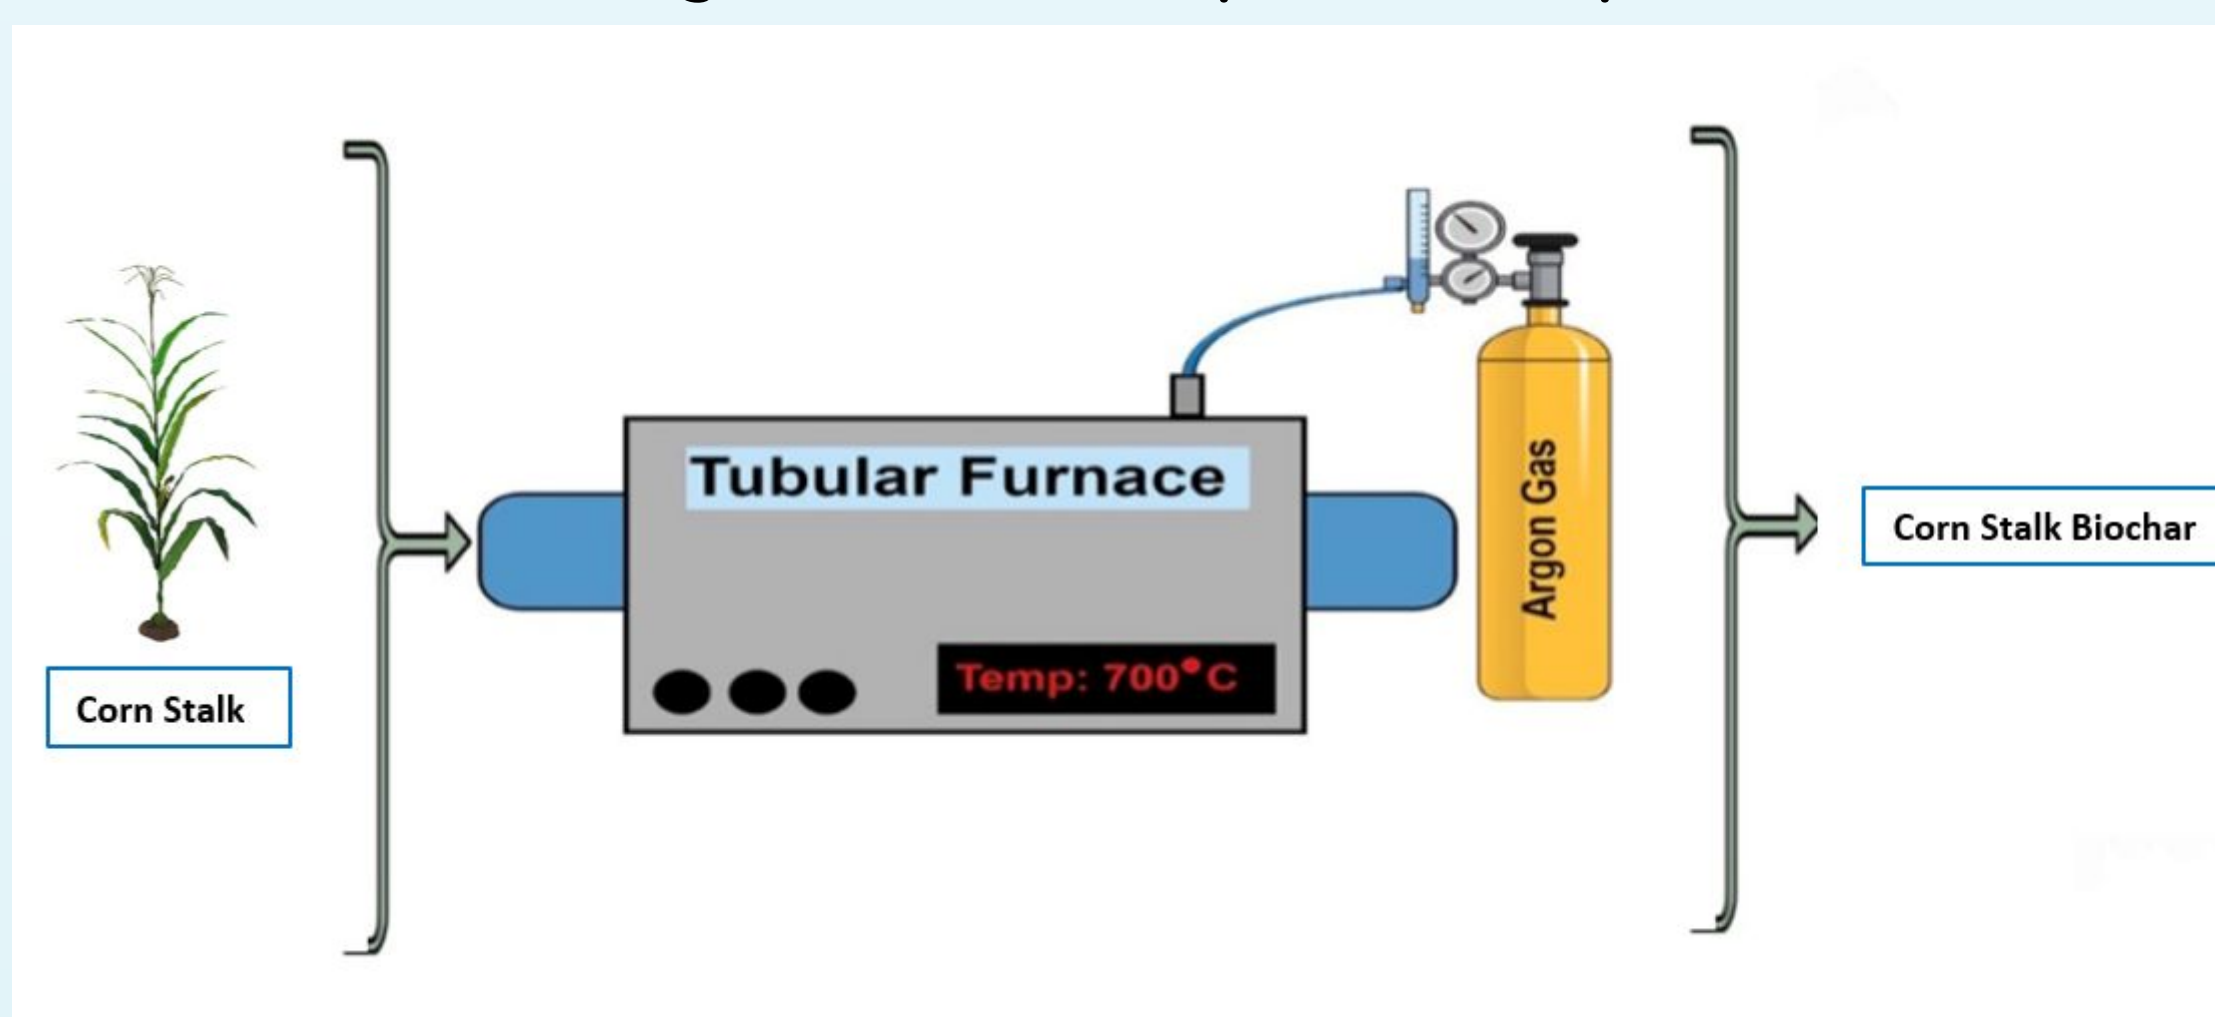 Tubular Furnace
Argon Gas
Temp: 700°C
Corn Stalk
Corn Stalk Biochar